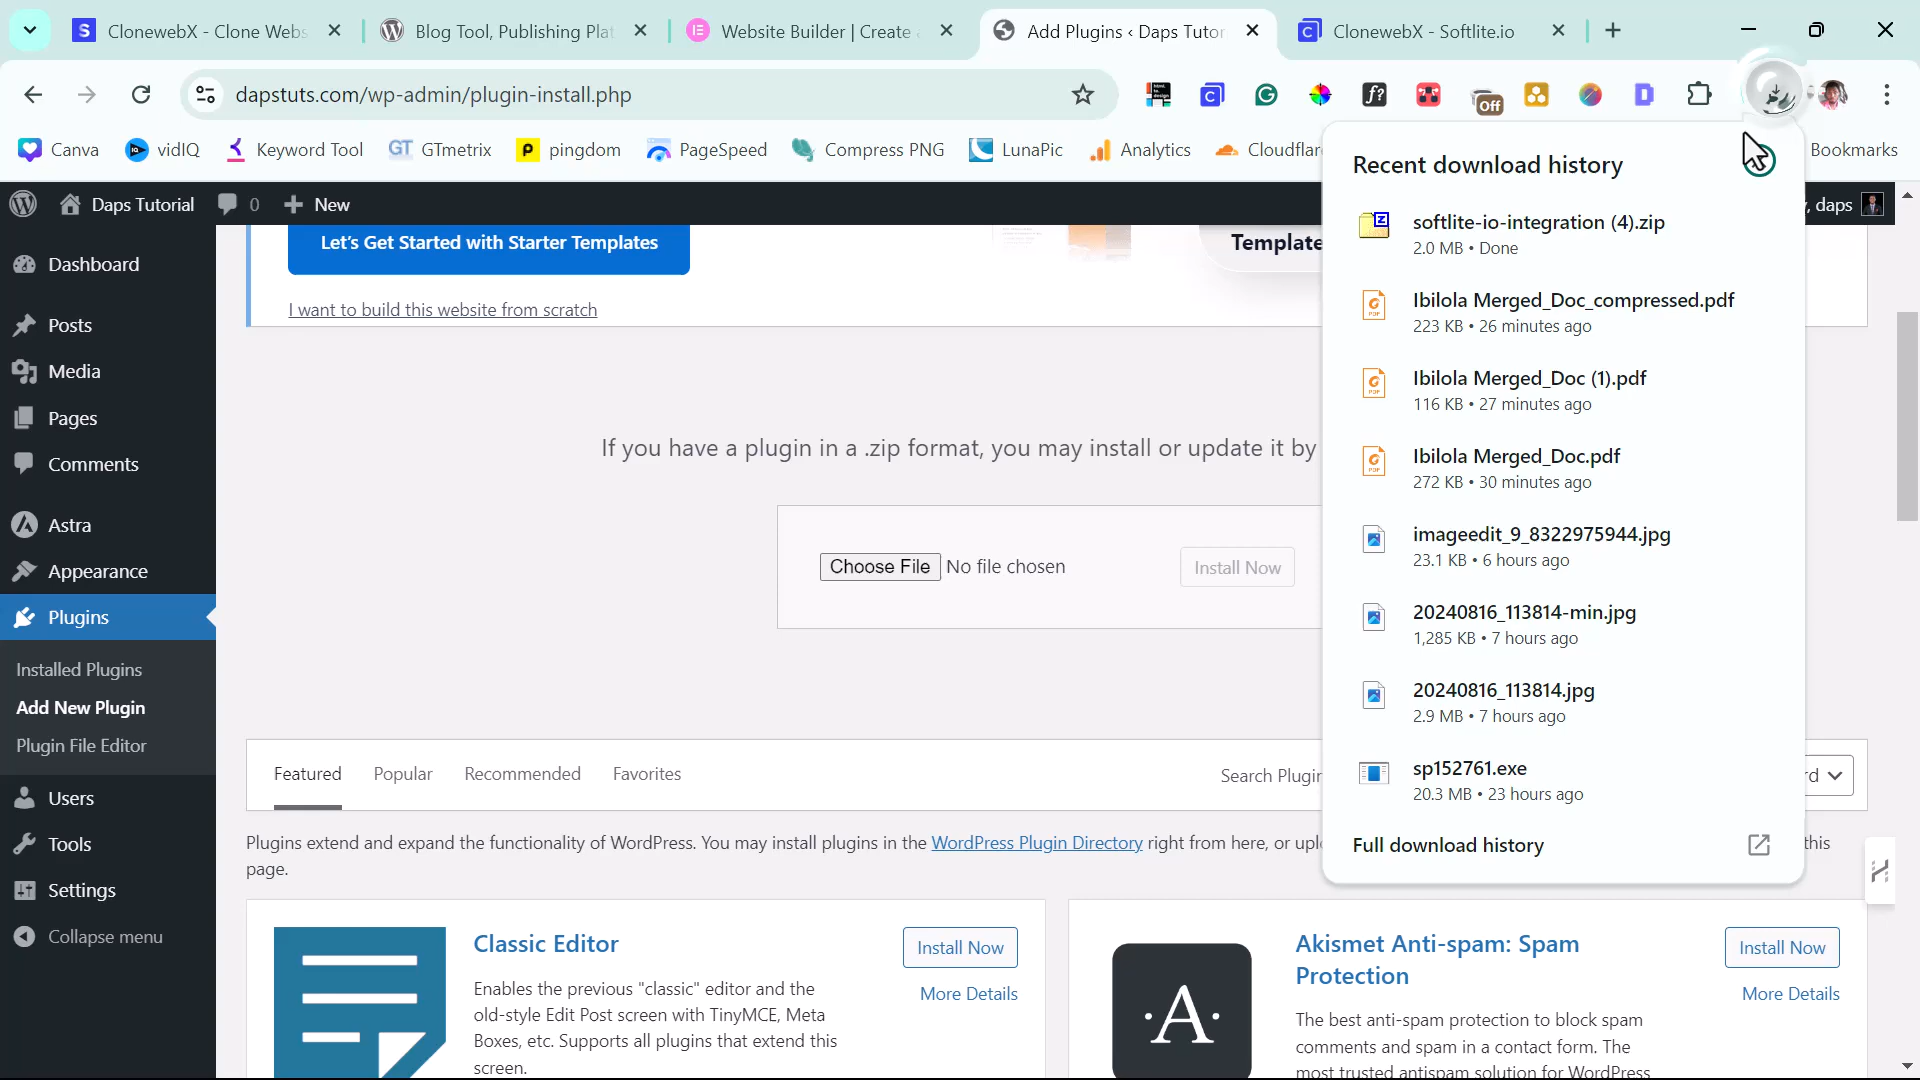 ClonewebX - Clone Webs
Blog Tool, Publishing Plat
Website Builder | Create
Add Plugins ‹ Daps Tutor
ClonewebX - Softlite.io
dapstuts.com/wp-admin/plugin-install.php
Off
Canva
vidIQ
Keyword Tool
GTmetrix
pingdom
PageSpeed
Compress PNG
LunaPic
Analytics
Cloudflar
Bookmarks
Daps Tutorial
0
New
, daps
Dashboard
Posts
Media
Pages
Comments
Astra
Appearance
Plugins
Installed Plugins
Add New Plugin
Plugin File Editor
Users
Tools
Settings
Collapse menu
Let's Get Started with Starter Templates
Template
I want to build this website from scratch
If you have a plugin in a .zip format, you may install or update it by
Choose File No file chosen
Install Now
Featured
Popular
Recommended
Favorites
Search Plugin
rd
Plugins extend and expand the functionality of WordPress. You may install plugins in the WordPress Plugin Directory right from here, or upl
this
page.
Classic Editor
Install Now
More Details
Enables the previous "classic" editor and the
old-style Edit Post screen with TinyMCE, Meta
Boxes, etc. Supports all plugins that extend this
screen.
Akismet Anti-spam: Spam
Protection
Install Now
More Details
The best anti-spam protection to block spam
comments and spam in a contact form. The
most trusted antispam solution for WordPress
Recent download history
softlite-io-integration (4).zip
2.0 MB • Done
Ibilola Merged_Doc_compressed.pdf
223 KB • 26 minutes ago
Ibilola Merged_Doc (1).pdf
116 KB • 27 minutes ago
Ibilola Merged_Doc.pdf
272 KB • 30 minutes ago
imageedit_9_8322975944.jpg
23.1 KB • 6 hours ago
20240816_113814-min.jpg
1,285 KB • 7 hours ago
20240816_113814.jpg
2.9 MB • 7 hours ago
sp152761.exe
20.3 MB • 23 hours ago
Full download history